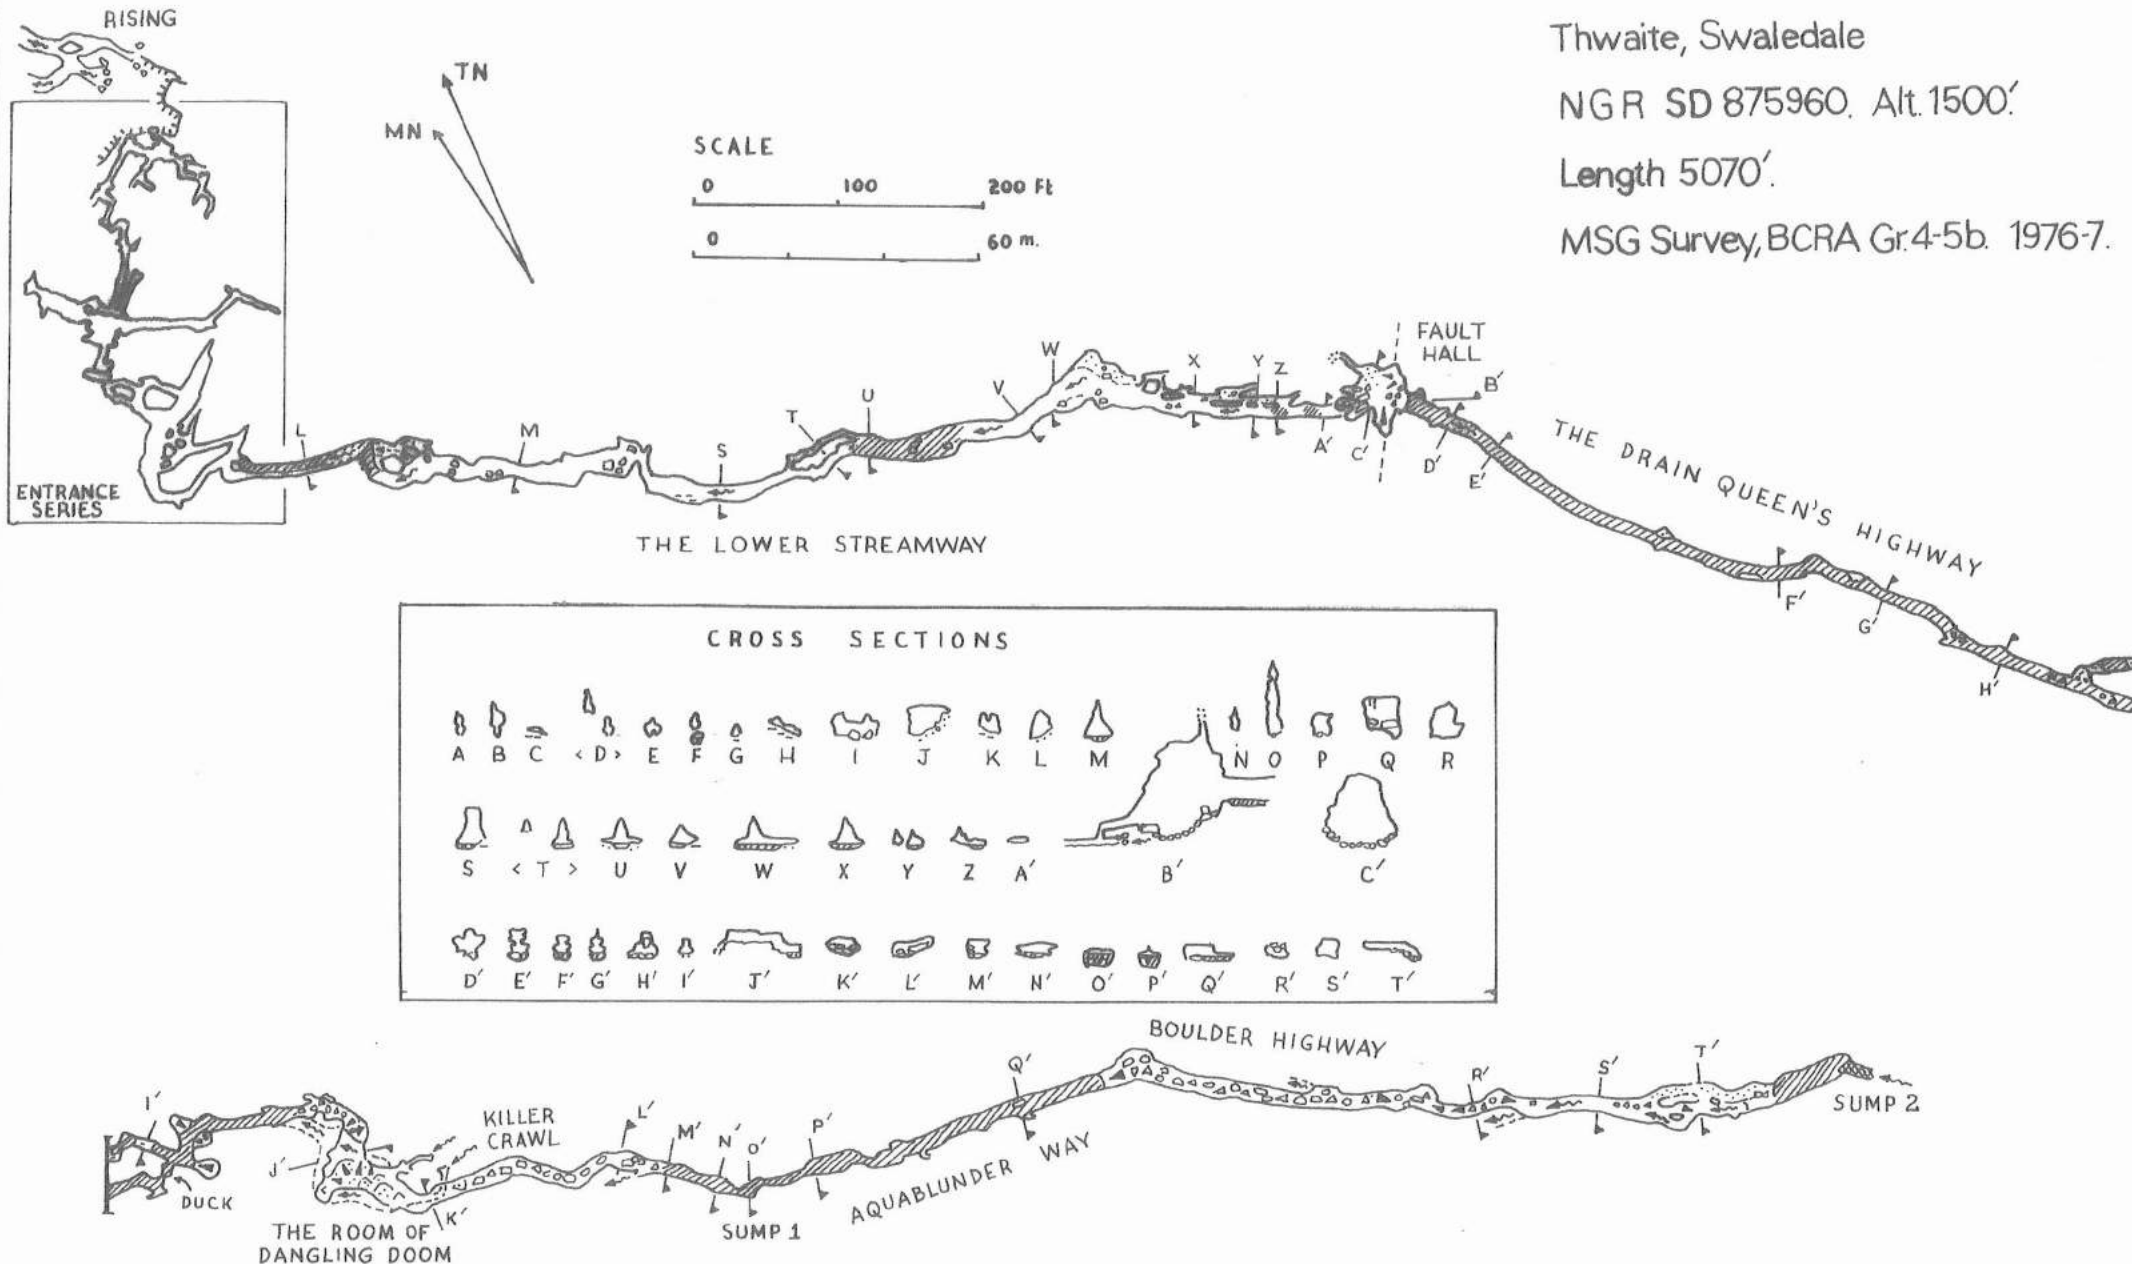 RISING
TN
MN
SCALE
0 100 200 Ft
0 60 m.
Thwaite, Swaledale
NGR SD 875960. Alt. 1500'.
Length 5070'.
MSG Survey, BCRA Gr.4-5b. 1976-7.
ENTRANCE
SERIES
L
M
S
T
U
V
W
X
Y
Z
A'
C'
FAULT
HALL
B'
D'
E'
F'
G'
H'
THE LOWER STREAMWAY
THE DRAIN QUEEN'S HIGHWAY
CROSS SECTIONS
A B C < D > E F G H I J K L M N O P Q R
S < T > U V W X Y Z A' B' C'
D' E' F' G' H' I' J' K' L' M' N' O' P' Q' R' S' T'
I'
DUCK
J'
THE ROOM OF
DANGLING DOOM
K'
KILLER
CRAWL
L'
M'
N'
O'
SUMP 1
P'
AQUABLUNDER WAY
Q'
BOULDER HIGHWAY
R'
S'
T'
SUMP 2